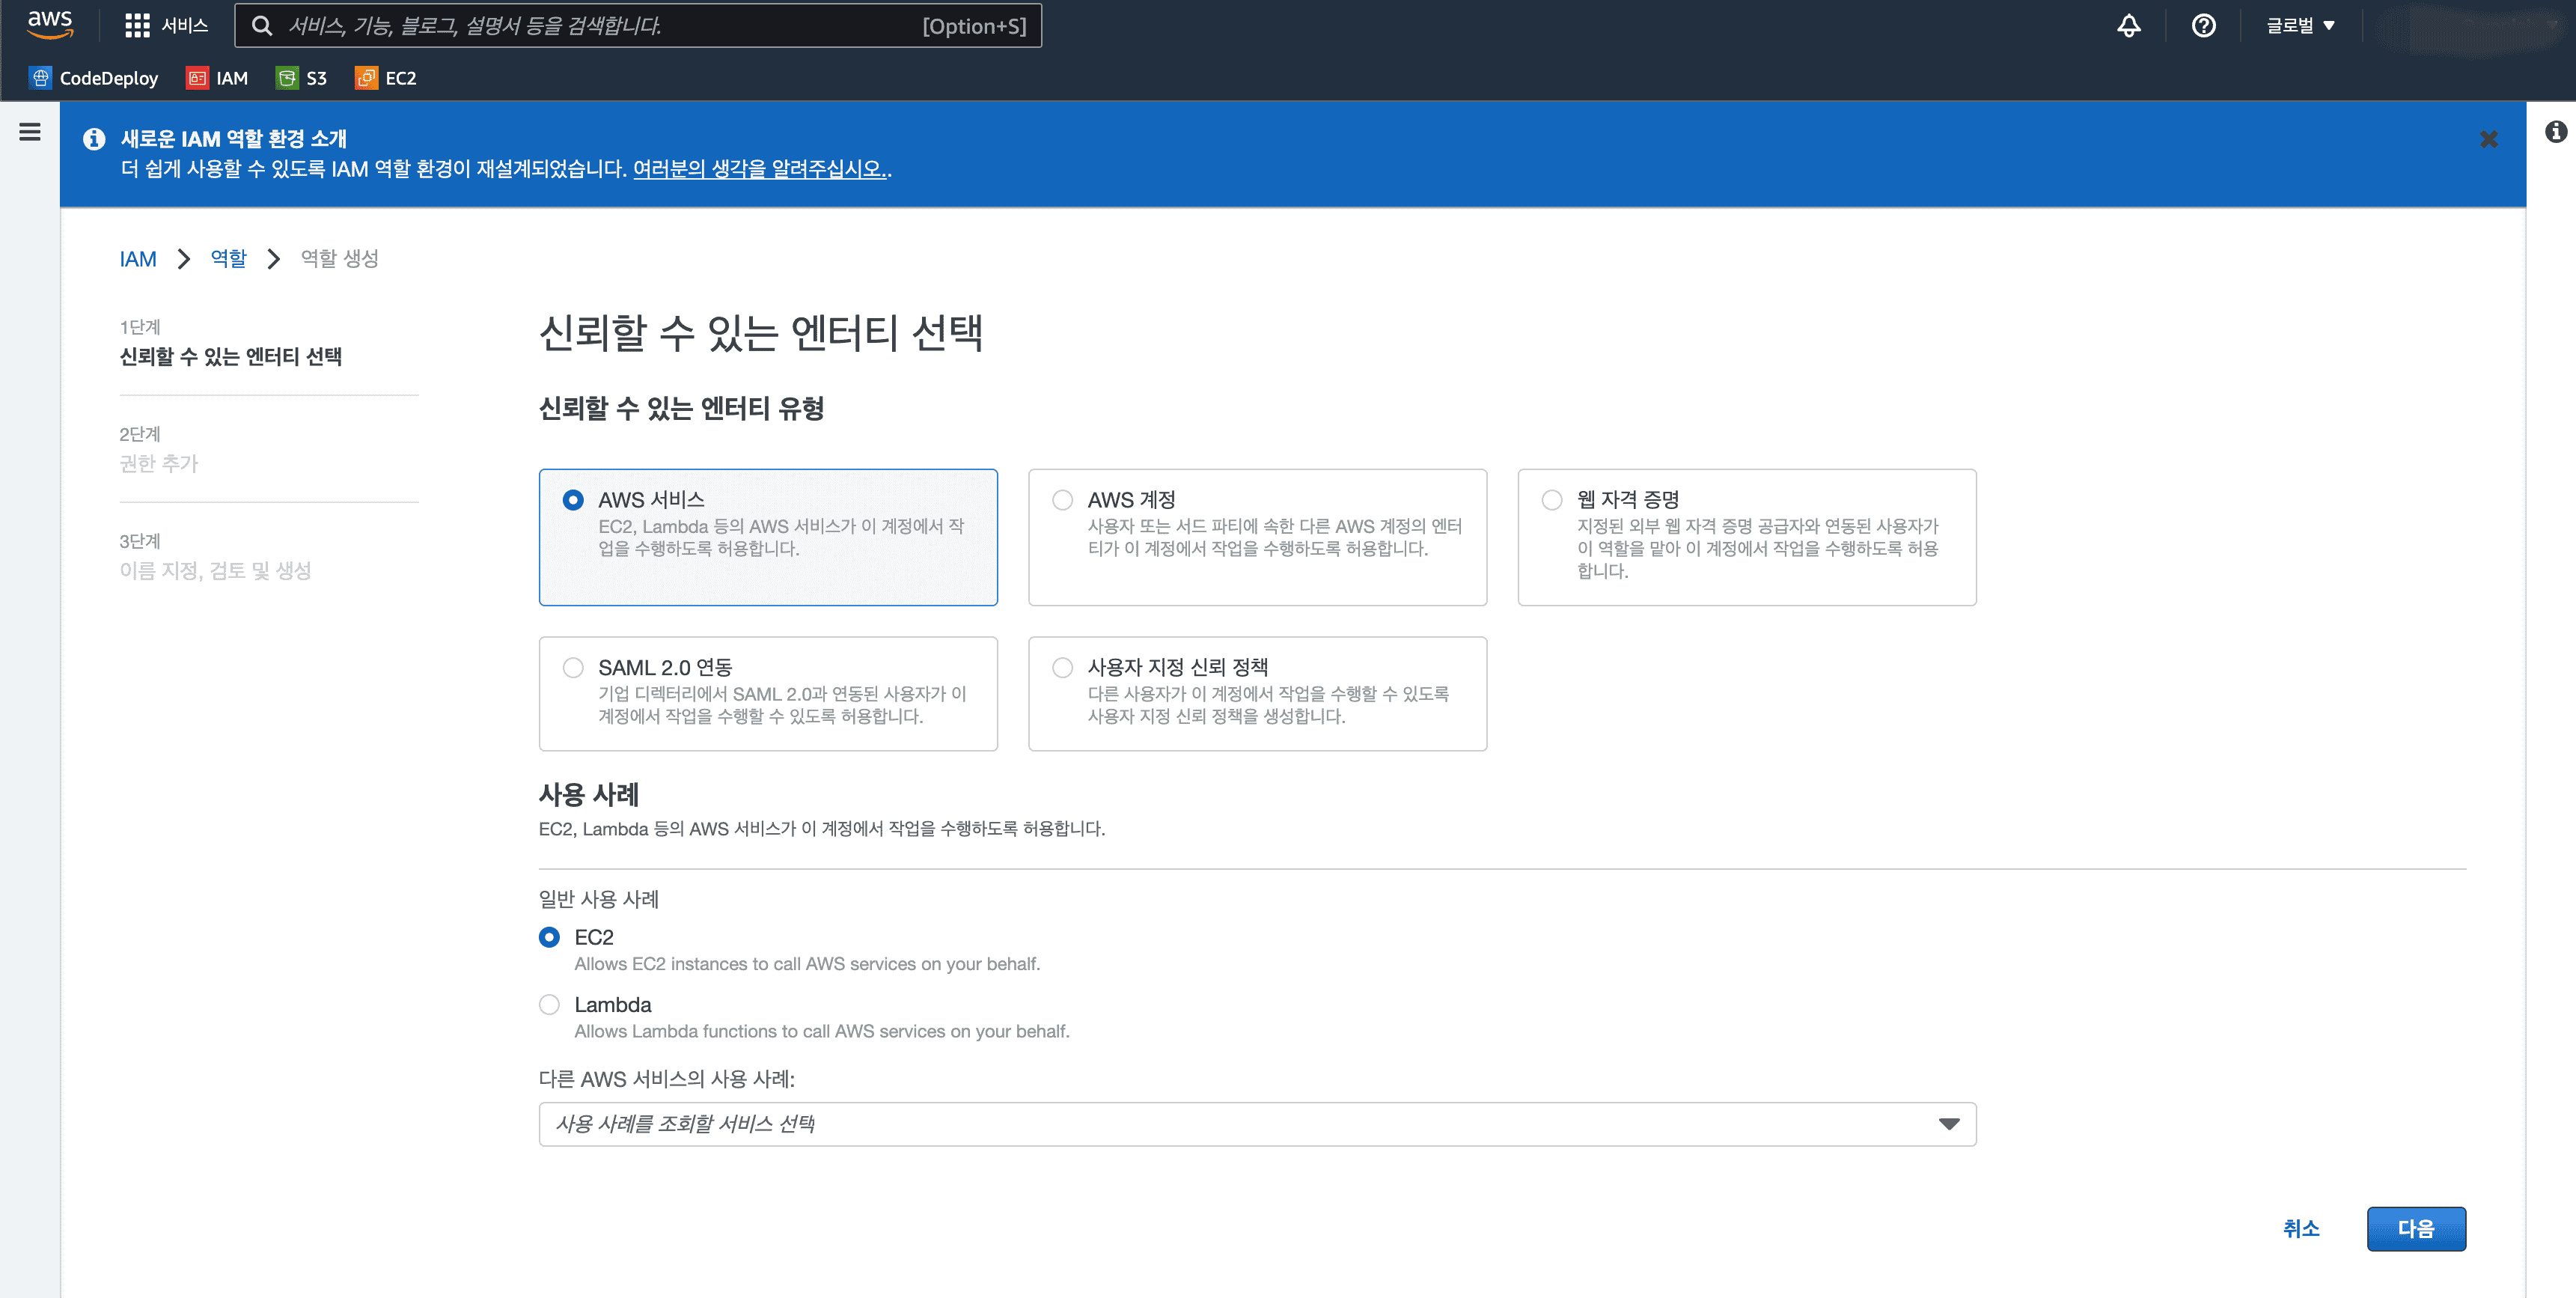 aws
서비스
서비스, 기능, 블로그, 설명서 등을 검색합니다.
[Option+S]
글로벌
CodeDeploy
IAM
S3
EC2
새로운 IAM 역할 환경 소개
더 쉽게 사용할 수 있도록 IAM 역할 환경이 재설계되었습니다. 여러분의 생각을 알려주십시오..
IAM
역할
역할 생성
1단계
신뢰할 수 있는 엔터티 선택
2단계
권한 추가
3단계
이름 지정, 검토 및 생성
신뢰할 수 있는 엔터티 선택
신뢰할 수 있는 엔터티 유형
AWS 서비스
EC2, Lambda 등의 AWS 서비스가 이 계정에서 작
업을 수행하도록 허용합니다.
AWS 계정
사용자 또는 서드 파티에 속한 다른 AWS 계정의 엔터
티가 이 계정에서 작업을 수행하도록 허용합니다.
웹 자격 증명
지정된 외부 웹 자격 증명 공급자와 연동된 사용자가
이 역할을 맡아 이 계정에서 작업을 수행하도록 허용
합니다.
SAML 2.0 연동
기업 디렉터리에서 SAML 2.0과 연동된 사용자가 이
계정에서 작업을 수행할 수 있도록 허용합니다.
사용자 지정 신뢰 정책
다른 사용자가 이 계정에서 작업을 수행할 수 있도록
사용자 지정 신뢰 정책을 생성합니다.
사용 사례
EC2, Lambda 등의 AWS 서비스가 이 계정에서 작업을 수행하도록 허용합니다.
일반 사용 사례
EC2
Allows EC2 instances to call AWS services on your behalf.
Lambda
Allows Lambda functions to call AWS services on your behalf.
다른 AWS 서비스의 사용 사례:
사용 사례를 조회할 서비스 선택
취소
다음